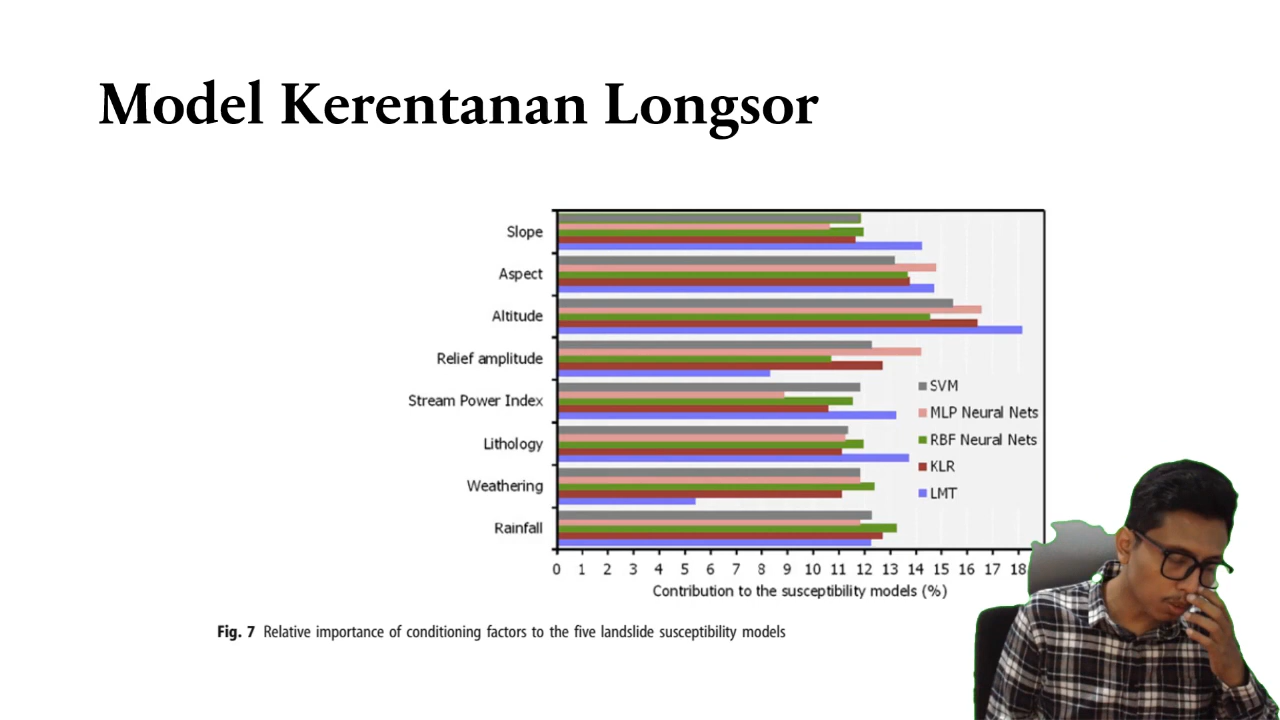 Model Kerentanan Longsor
Slope
Aspect
Altitude
Relief amplitude
Stream Power Index
Lithology
Weathering
Rainfall
SVM
MLP Neural Nets
RBF Neural Nets
KLR
LMT
0 1 2 3 4 5 6 7 8 9 10 11 12 13 14 15 16 17 18
Contribution to the susceptibility models (%)
Fig. 7 Relative importance of conditioning factors to the five landslide susceptibility models